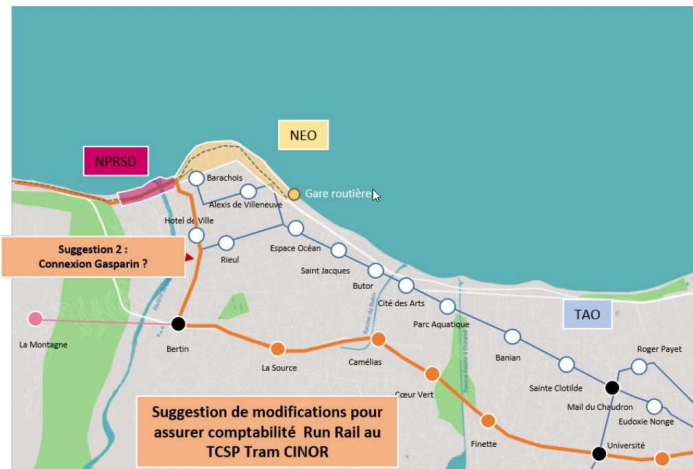 NEO
NPRSD
Barachois
Gare routière
Alexis de Villeneuve
Hotel de Ville
Suggestion 2 :
Connexion Gasparin ?
Rieul
Espace Océan
Saint Jacques
Butor
Cité des Arts
Parc Aquatique
TAO
La Montagne
Bertin
La Source
Camélias
Banian
Roger Payet
Cœur Vert
Sainte Clotilde
Mail du Chaudron
Eudoxie Nonge
Suggestion de modifications pour
assurer comptabilité Run Rail au
TCSP Tram CINOR
Finette
Université